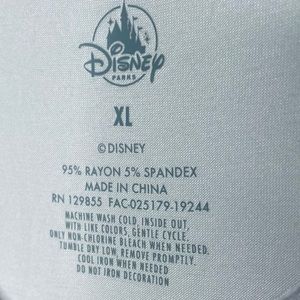 DISNEY
PARKS
XL
© DISNEY
95% RAYON 5% SPANDEX
MADE IN CHINA
RN 129855 FAC-025179-19244
MACHINE WASH COLD, INSIDE OUT,
WITH LIKE COLORS, GENTLE CYCLE.
ONLY NON-CHLORINE BLEACH WHEN NEEDED.
TUMBLE DRY LOW, REMOVE PROMPTLY.
COOL IRON WHEN NEEDED
DO NOT IRON DECORATION